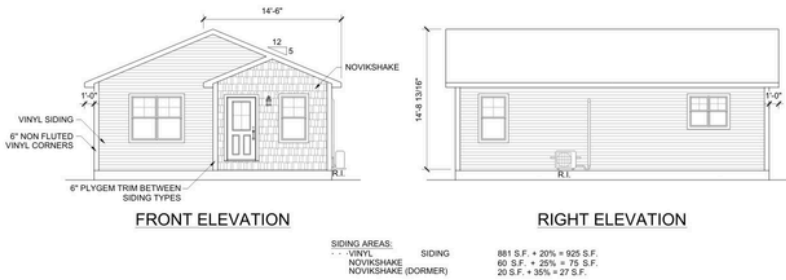 14'-6"
12
5
NOVIKSHAKE
1'-0"
VINYL SIDING
6" NON FLUTED
VINYL CORNERS
6" PLYGEM TRIM BETWEEN
SIDING TYPES
R.I.
FRONT ELEVATION
14'-8 13/16"
1'-0"
R.I.
RIGHT ELEVATION
SIDING AREAS:
VINYL SIDING 881 S.F. + 20% = 925 S.F.
NOVIKSHAKE 60 S.F. + 25% = 75 S.F.
NOVIKSHAKE (DORMER) 20 S.F. + 35% = 27 S.F.